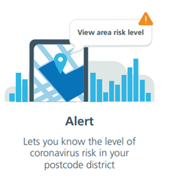 View area risk level
Alert
Lets you know the level of
coronavirus risk in your
postcode district